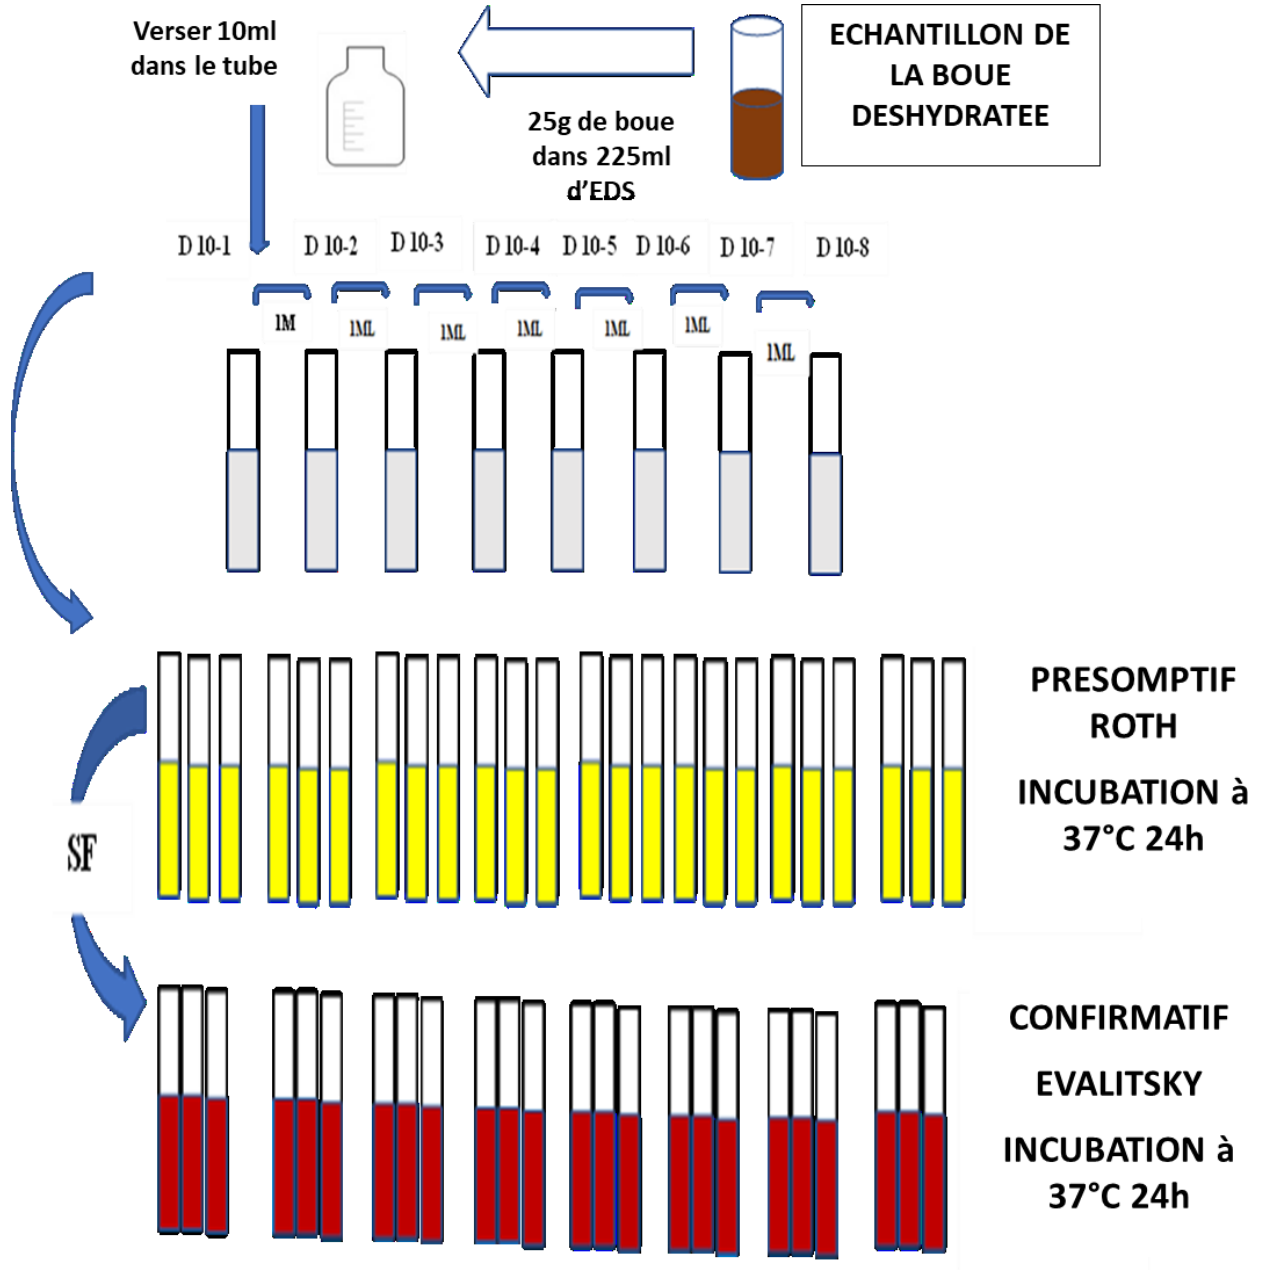 Verser 10ml
dans le tube
25g de boue
dans 225ml
d’EDS
ECHANTILLON DE
LA BOUE
DESHYDRATEE
D 10-1
D 10-2
D 10-3
D 10-4
D 10-5
D 10-6
D 10-7
D 10-8
1M
1ML
1ML
1ML
1ML
1ML
1ML
PRESOMPTIF
ROTH
INCUBATION à
37°C 24h
SF
CONFIRMATIF
EVALITSKY
INCUBATION à
37°C 24h